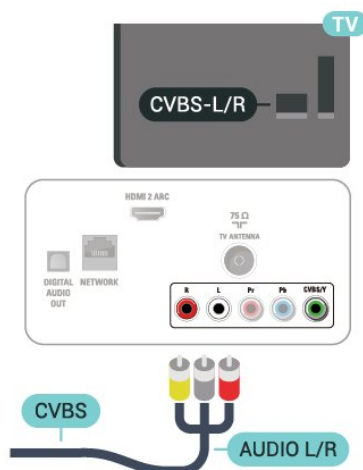 TV
CVBS-L/R
HDMI 2 ARC
75 Ω
TV ANTENNA
DIGITAL
AUDIO
OUT
NETWORK
R L Pr Pb CVBS/Y
CVBS
AUDIO L/R